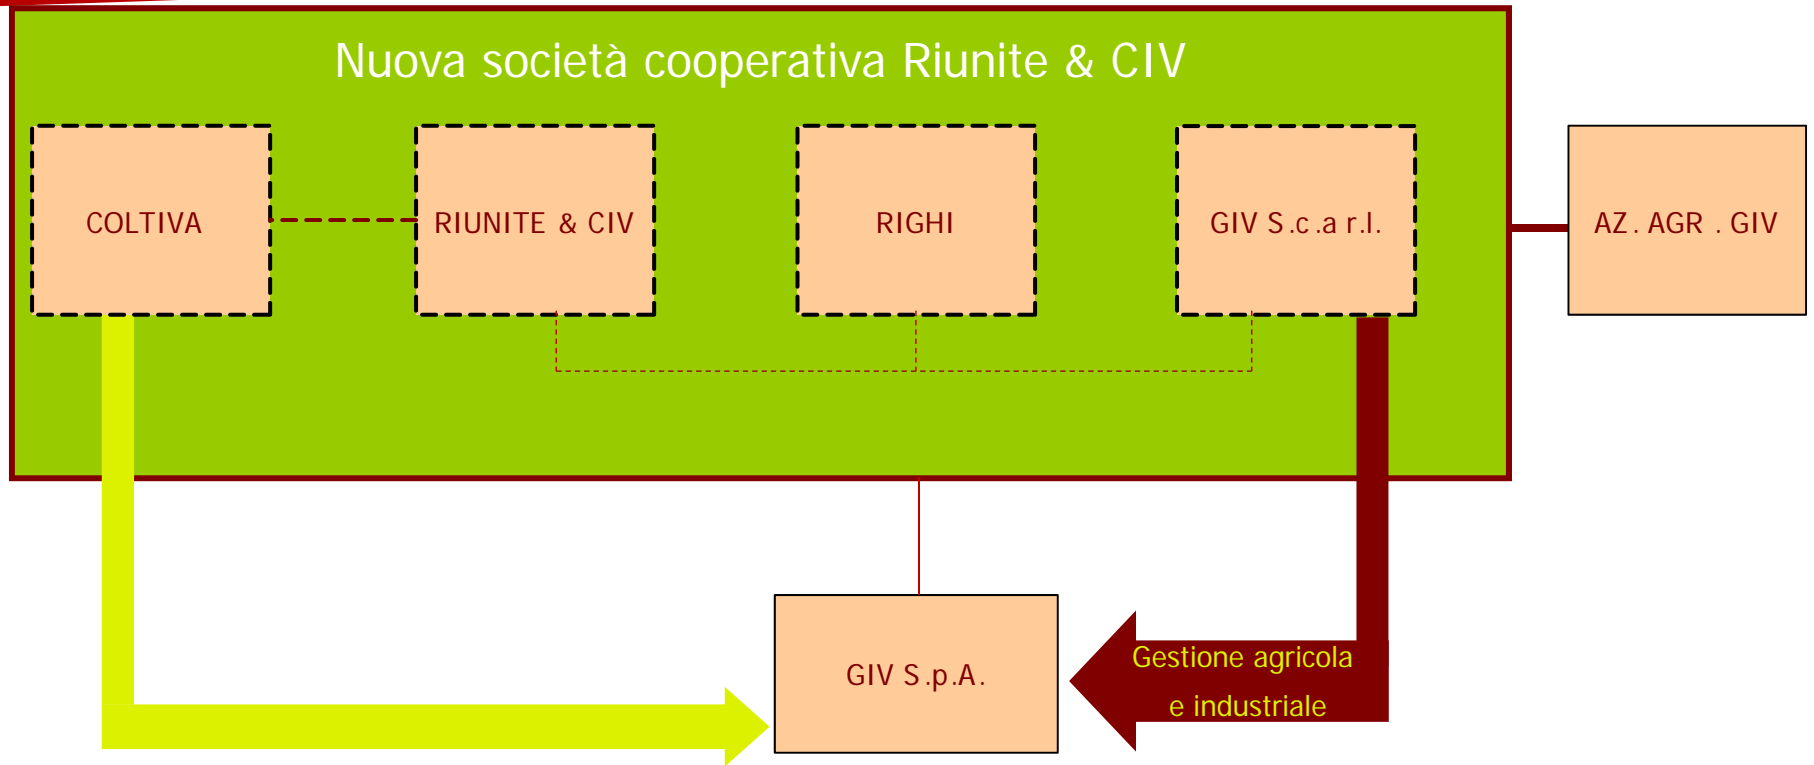 Nuova società cooperativa Riunite & CIV
COLTIVA
RIUNITE & CIV
RIGHI
GIV S.c.a r.l.
AZ. AGR. GIV
GIV S.p.A.
Gestione agricola
e industriale